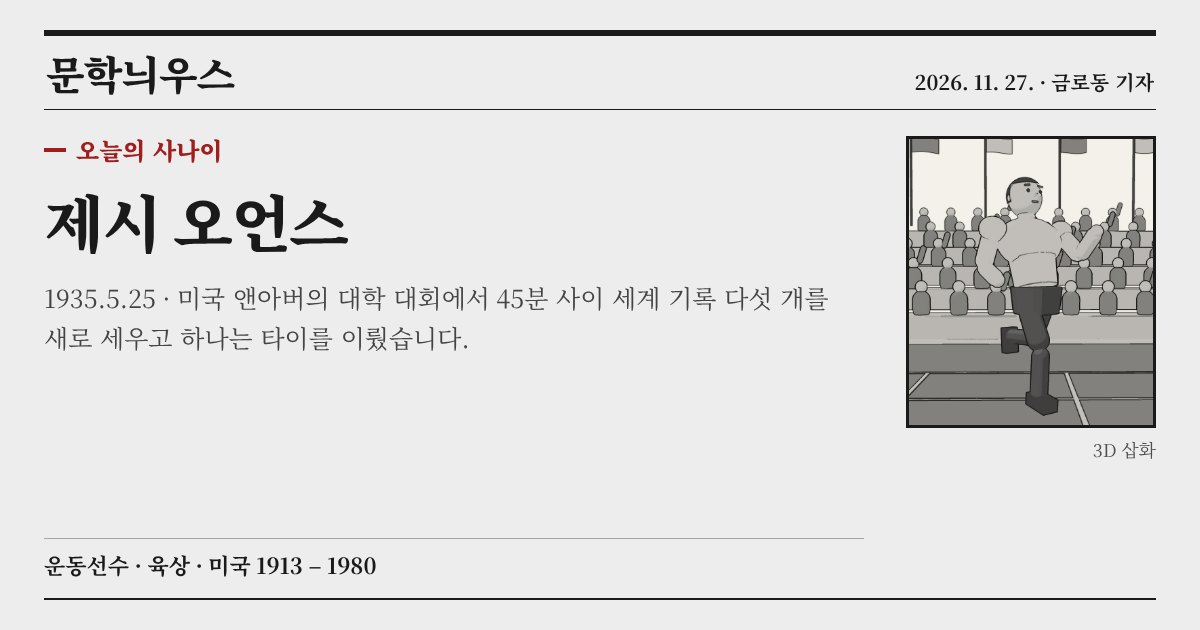 문학늬우스
2026. 11. 27. · 금로동 기자
오늘의 사나이
제시 오언스
1935.5.25 · 미국 앤아버의 대학 대회에서 45분 사이 세계 기록 다섯 개를
새로 세우고 하나는 타이를 이뤘습니다.
3D 삽화
운동선수 · 육상 · 미국 1913 – 1980